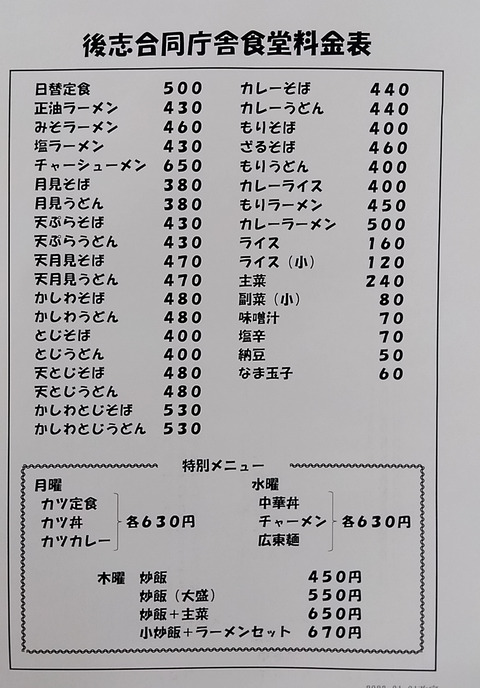 後志合同庁舎食堂料金表
日替定食 500
正油ラーメン 430
みそラーメン 460
塩ラーメン 430
チャーシューメン 650
月見そば 380
月見うどん 380
天ぷらそば 430
天ぷらうどん 430
天月見そば 470
天月見うどん 470
かしわそば 480
かしわうどん 480
とじそば 400
とじうどん 400
天とじそば 480
天とじうどん 480
かしわとじそば 530
かしわとじうどん 530
カレーそば 440
カレーうどん 440
もりそば 400
ざるそば 460
もりうどん 400
カレーライス 400
もりラーメン 450
カレーラーメン 500
ライス 160
ライス（小） 120
主菜 240
副菜（小） 80
味噌汁 70
塩辛 70
納豆 50
なま玉子 60
特別メニュー
月曜
カツ定食
カツ丼
カツカレー
各630円
水曜
中華丼
チャーメン
広東麺
各630円
木曜 炒飯 450円
炒飯（大盛） 550円
炒飯＋主菜 650円
小炒飯＋ラーメンセット 670円